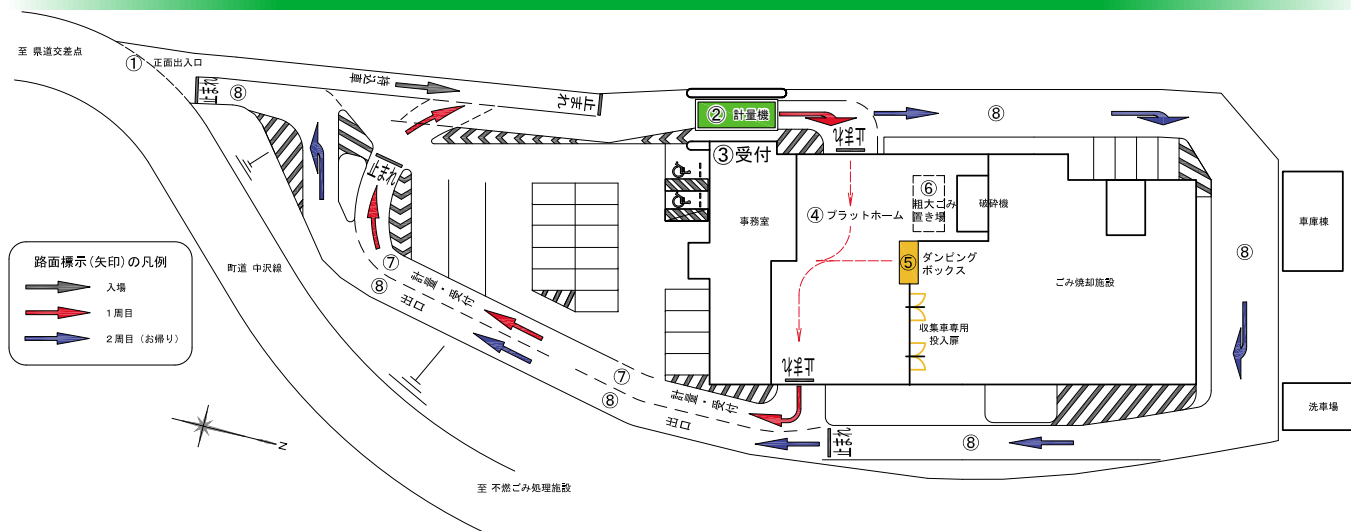 至 県道交差点
① 正面出入口
止まれ
⑧
持込車
止まれ
② 計量機
③受付
止まれ
⑧
止まれ
事務室
④ プラットホーム
⑥
粗大ごみ
置き場
破砕機
⑤
ダンピング
ボックス
ごみ焼却施設
収集車専用
投入扉
車庫棟
⑧
洗車場
路面標示(矢印)の凡例
入場
1周目
2周目(お帰り)
町道 中沢線
⑦
計量・受付
⑧
出口
⑦
計量・受付
⑧
出口
止まれ
止まれ
⑧
N
至 不燃ごみ処理施設